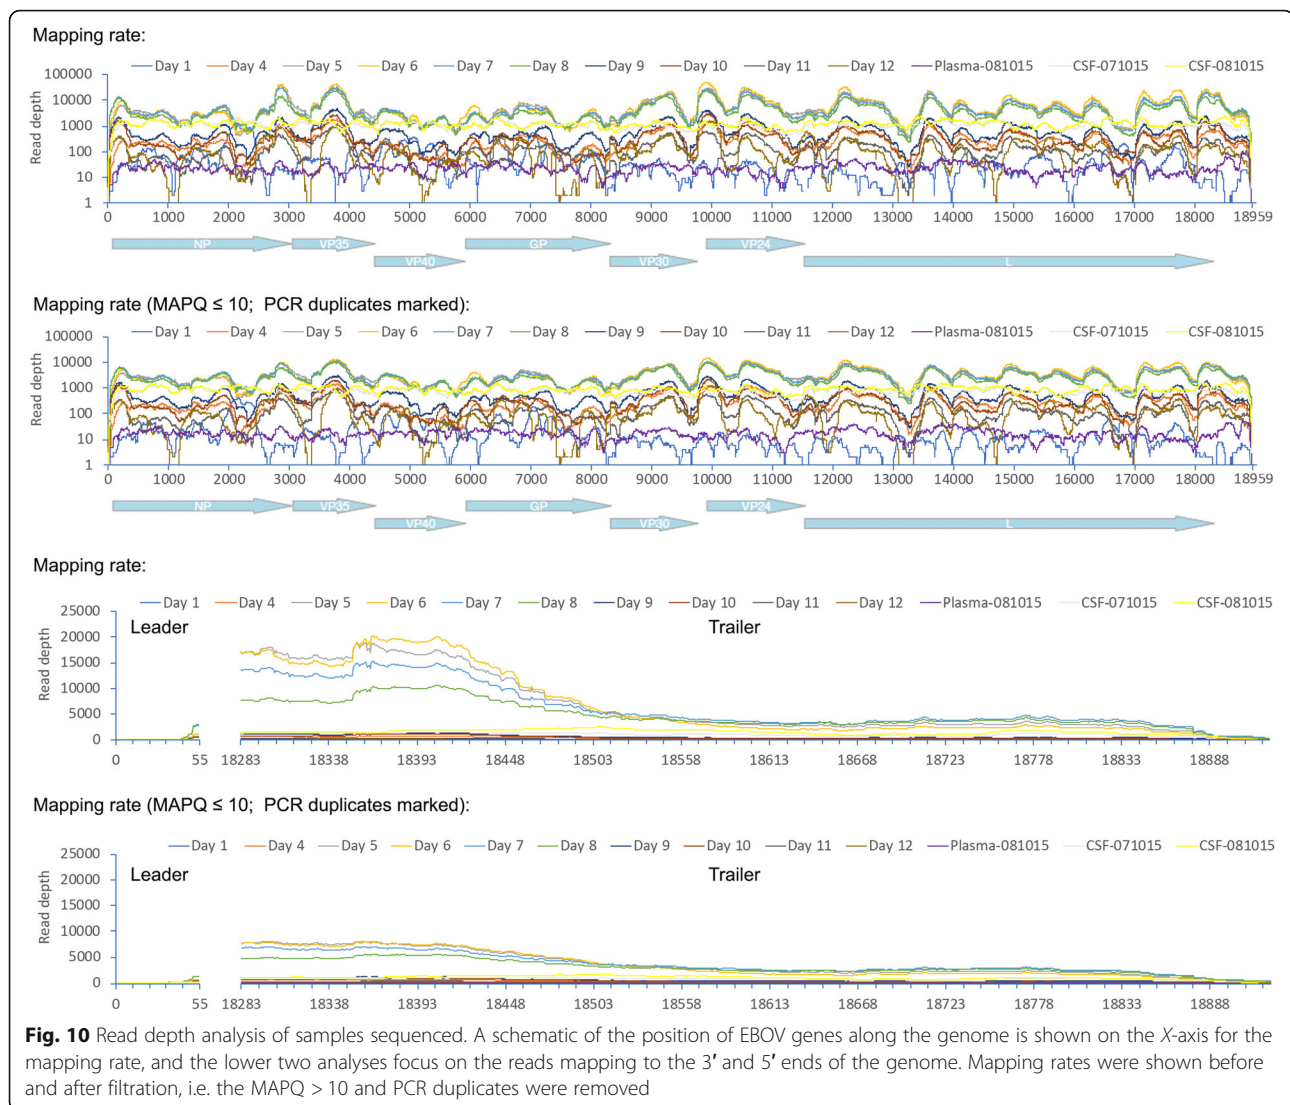 Mapping rate:
Day 1 Day 4 Day 5 Day 6 Day 7 Day 8 Day 9 Day 10 Day 11 Day 12 Plasma-081015 CSF-071015 CSF-081015
Read depth
100000
10000
1000
100
10
1
0 1000 2000 3000 4000 5000 6000 7000 8000 9000 10000 11000 12000 13000 14000 15000 16000 17000 18000 18959
NP VP35 GP VP24
VP40 VP30 L
Mapping rate (MAPQ ≤ 10; PCR duplicates marked):
Day 1 Day 4 Day 5 Day 6 Day 7 Day 8 Day 9 Day 10 Day 11 Day 12 Plasma-081015 CSF-071015 CSF-081015
Read depth
100000
10000
1000
100
10
1
0 1000 2000 3000 4000 5000 6000 7000 8000 9000 10000 11000 12000 13000 14000 15000 16000 17000 18000 18959
NP VP35 GP VP24
VP40 VP30 L
Mapping rate:
Day 1 Day 4 Day 5 Day 6 Day 7 Day 8 Day 9 Day 10 Day 11 Day 12 Plasma-081015 CSF-071015 CSF-081015
Leader Trailer
Read depth
25000
20000
15000
10000
5000
0
0 55 18283 18338 18393 18448 18503 18558 18613 18668 18723 18778 18833 18888
Mapping rate (MAPQ ≤ 10; PCR duplicates marked):
Day 1 Day 4 Day 5 Day 6 Day 7 Day 8 Day 9 Day 10 Day 11 Day 12 Plasma-081015 CSF-071015 CSF-081015
Leader Trailer
Read depth
25000
20000
15000
10000
5000
0
0 55 18283 18338 18393 18448 18503 18558 18613 18668 18723 18778 18833 18888
Fig. 10 Read depth analysis of samples sequenced. A schematic of the position of EBOV genes along the genome is shown on the X-axis for the
mapping rate, and the lower two analyses focus on the reads mapping to the 3′ and 5′ ends of the genome. Mapping rates were shown before
and after filtration, i.e. the MAPQ > 10 and PCR duplicates were removed